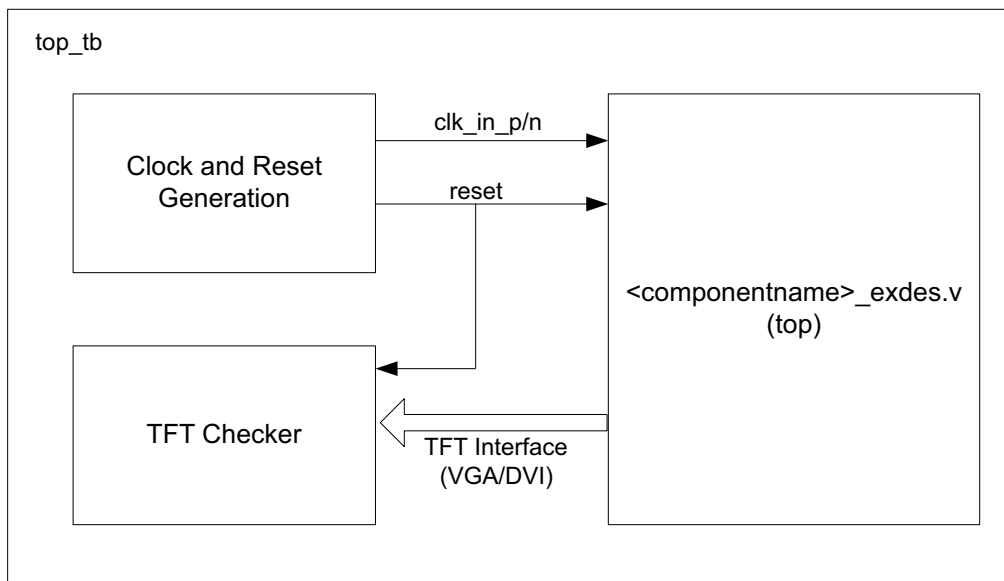 top_tb
Clock and Reset
Generation
clk_in_p/n
reset
<componentname>_exdes.v
(top)
TFT Checker
TFT Interface
(VGA/DVI)